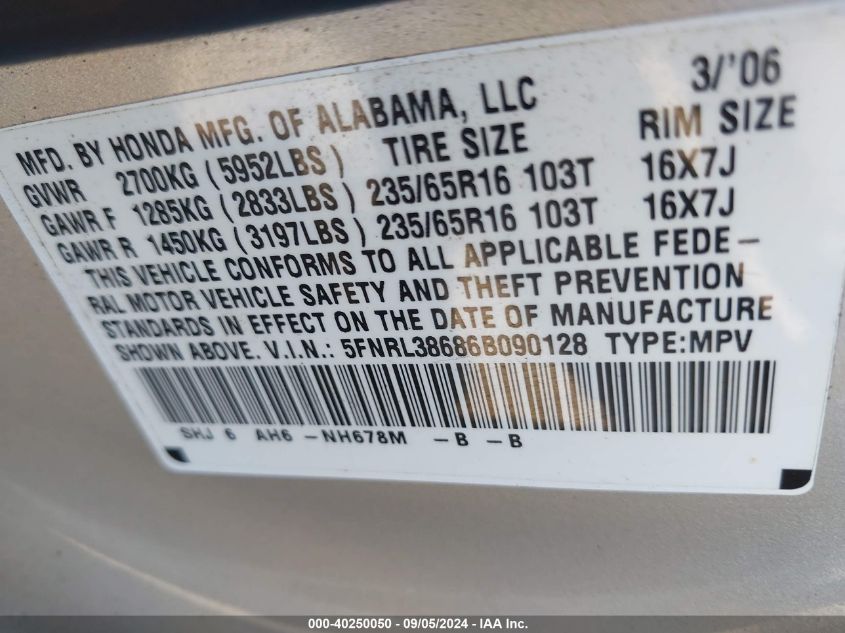 MFD. BY HONDA MFG. OF ALABAMA, LLC 3/'06
GVWR 2700KG (5952LBS) TIRE SIZE RIM SIZE
GAWR F 1285KG (2833LBS) 235/65R16 103T 16X7J
GAWR R 1450KG (3197LBS) 235/65R16 103T 16X7J
THIS VEHICLE CONFORMS TO ALL APPLICABLE FEDE-
RAL MOTOR VEHICLE SAFETY AND THEFT PREVENTION
STANDARDS IN EFFECT ON THE DATE OF MANUFACTURE
SHOWN ABOVE. V.I.N.: 5FNRL38686B090128 TYPE:MPV
SHJ 6 AH6 -NH678M -B -B
000-40250050 - 09/05/2024 - IAA Inc.